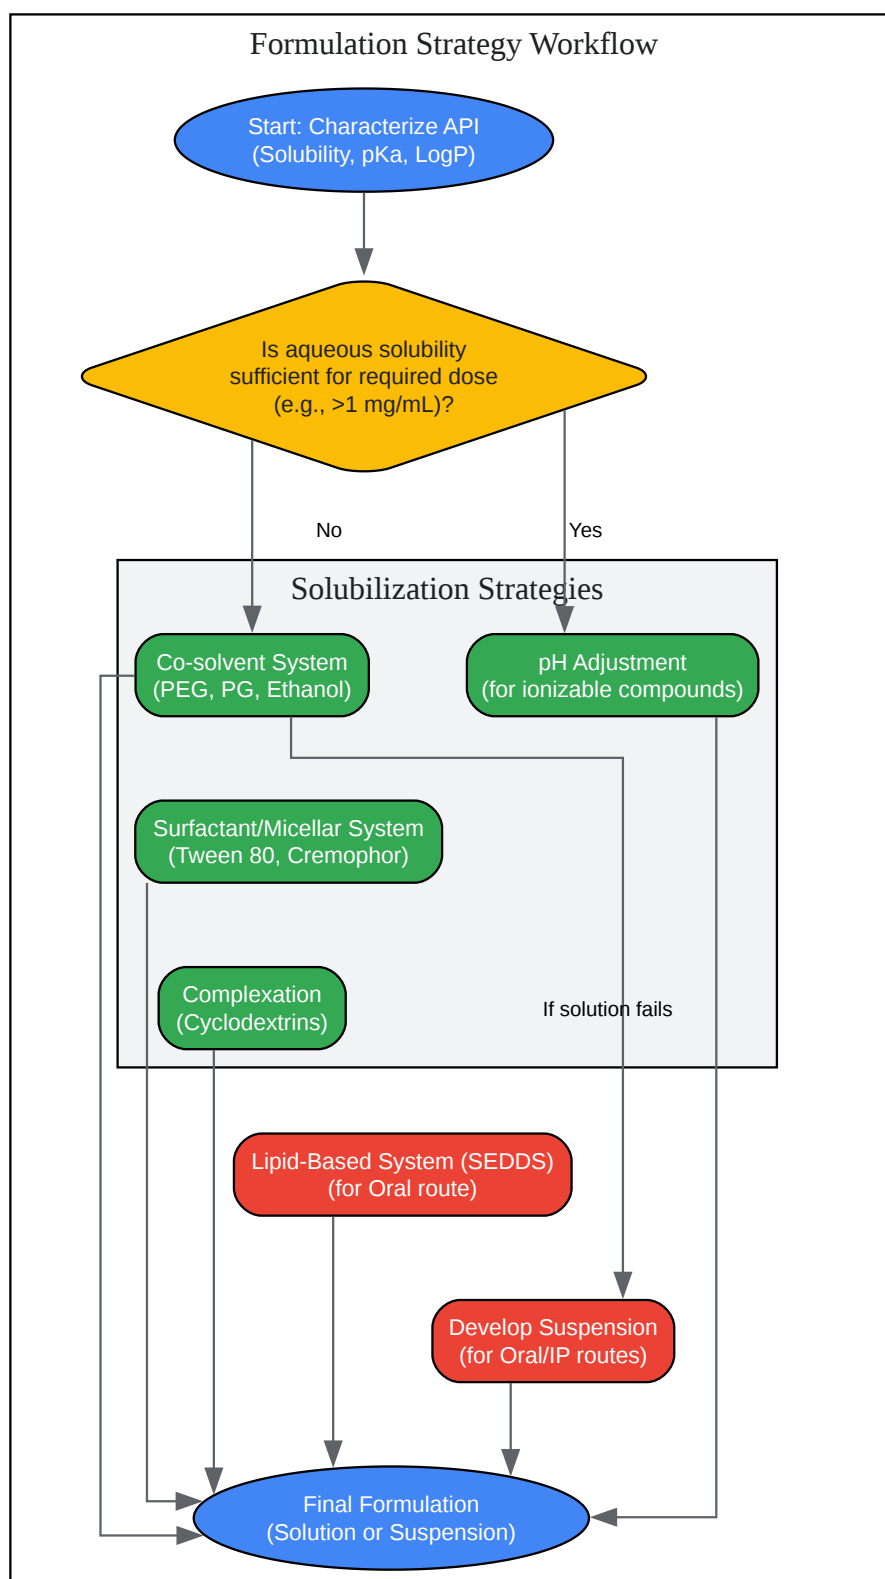 Formulation Strategy Workflow
Start: Characterize API
(Solubility, pKa, LogP)
Is aqueous solubility
sufficient for required dose
(e.g., >1 mg/mL)?
No
Yes
Solubilization Strategies
Co-solvent System
(PEG, PG, Ethanol)
pH Adjustment
(for ionizable compounds)
Surfactant/Micellar System
(Tween 80, Cremophor)
Complexation
(Cyclodextrins)
If solution fails
Lipid-Based System (SEDDS)
(for Oral route)
Develop Suspension
(for Oral/IP routes)
Final Formulation
(Solution or Suspension)